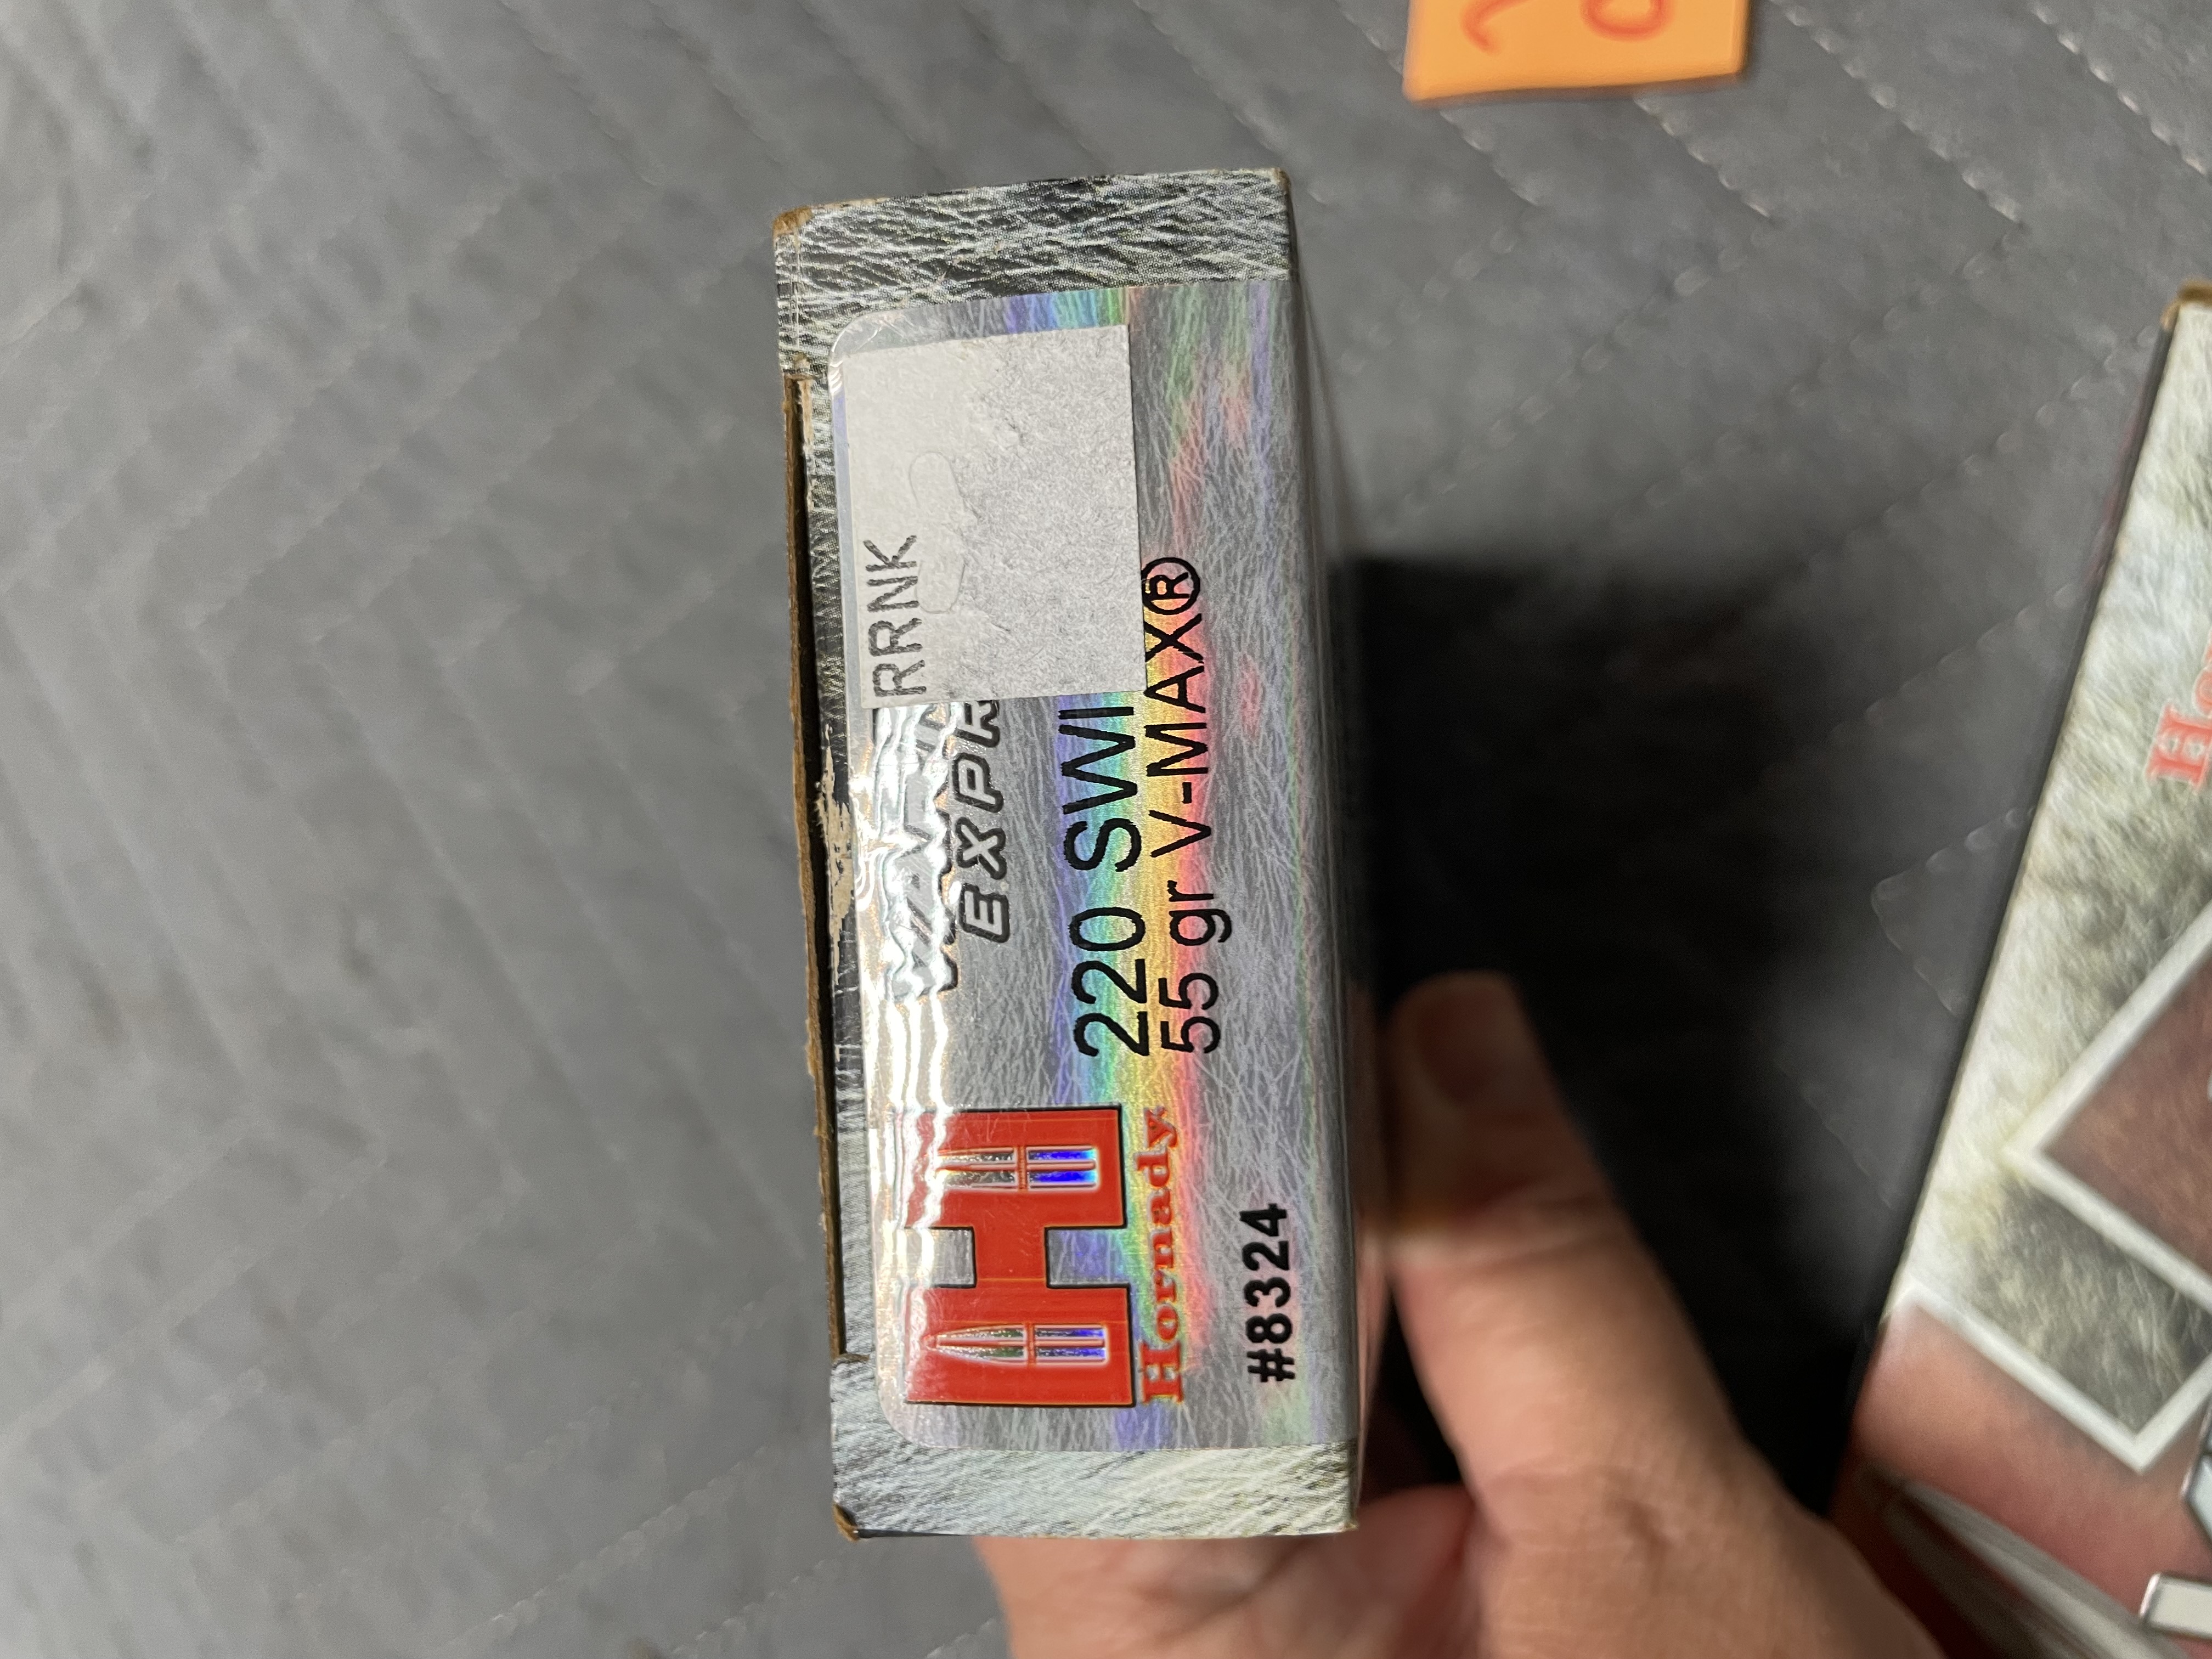 RRNK
EXPR
220 SWI
55 gr V-MAX®
Hornady
#8324